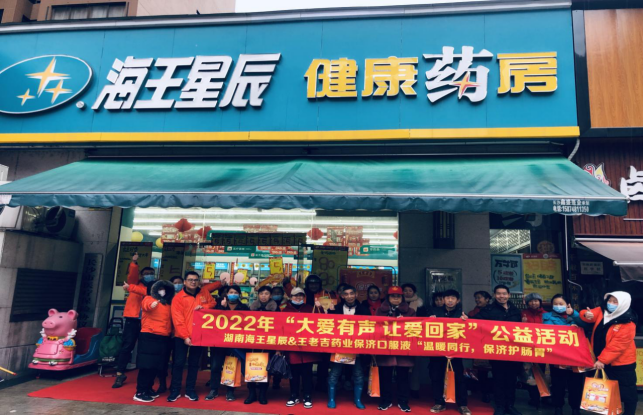 海王星辰 健康药房
2022年“大爱有声 让爱回家”公益活动
湖南海王星辰&王老吉药业保济口服液“温暖同行，保济护肠胃”